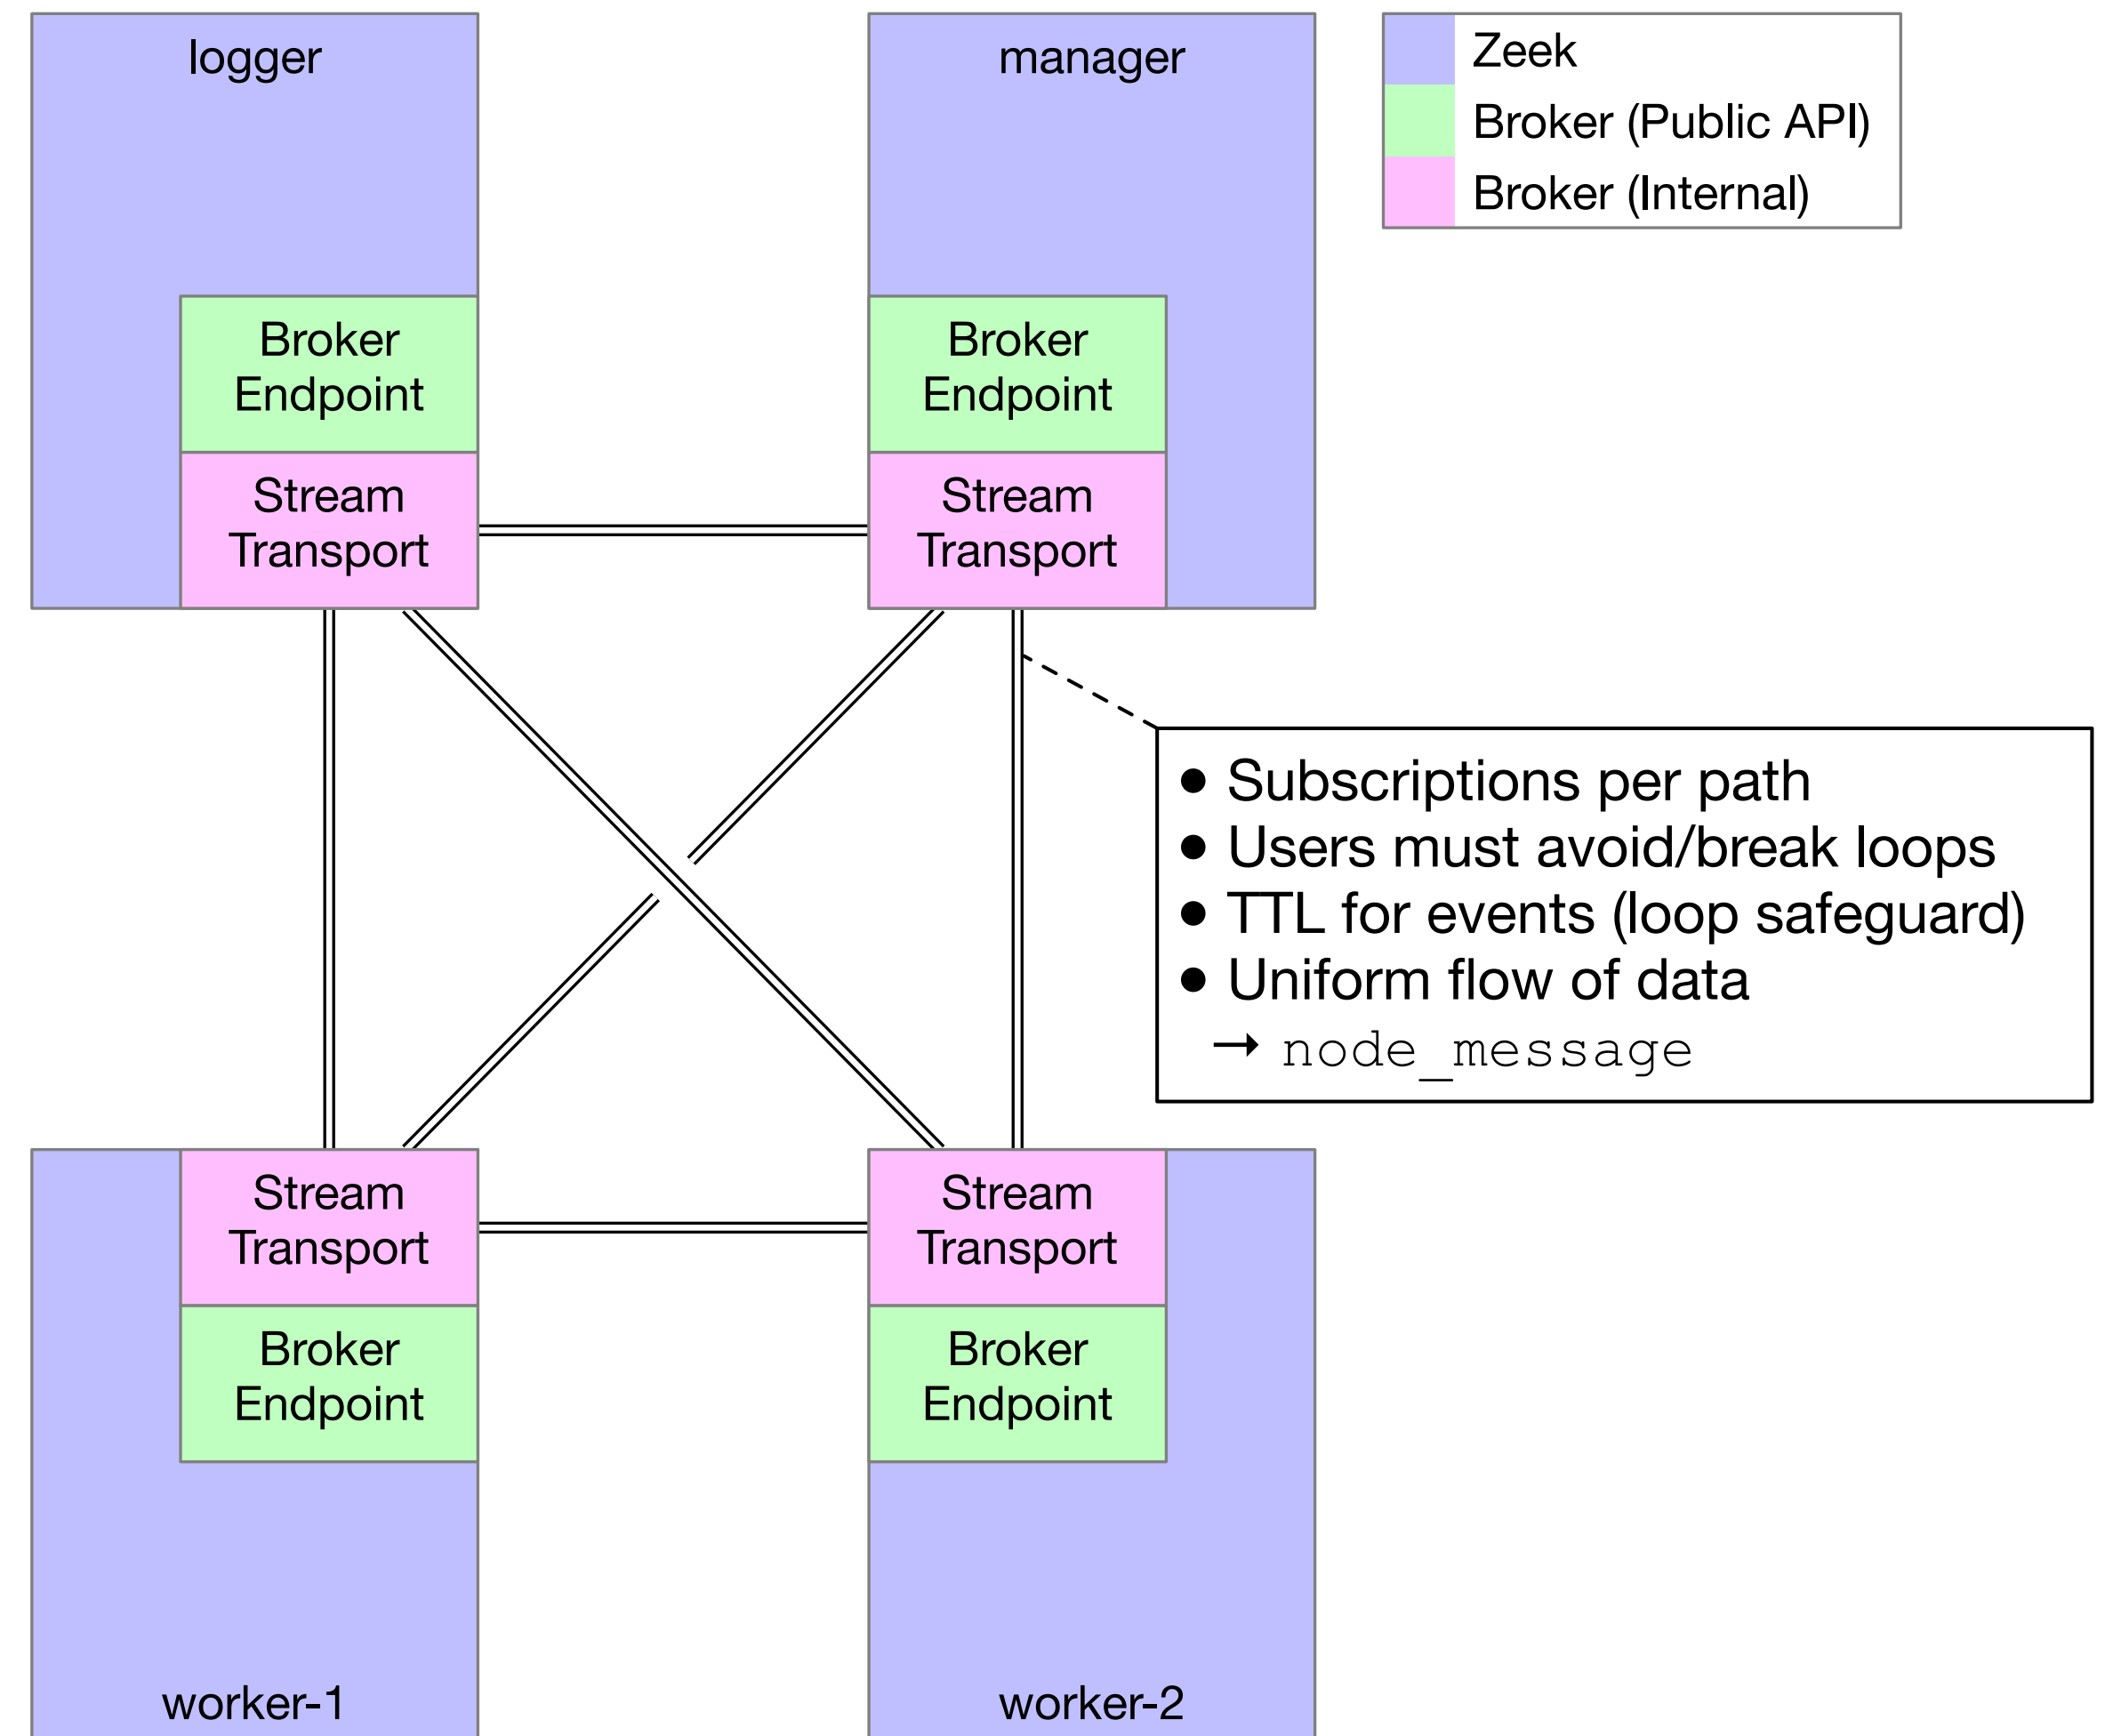 logger
manager
Zeek
Broker (Public API)
Broker (Internal)
Broker
Endpoint
Broker
Endpoint
Stream
Transport
Stream
Transport
● Subscriptions per path
● Users must avoid/break loops
● TTL for events (loop safeguard)
● Uniform flow of data
→ node_message
Stream
Transport
Stream
Transport
Broker
Endpoint
Broker
Endpoint
worker-1
worker-2